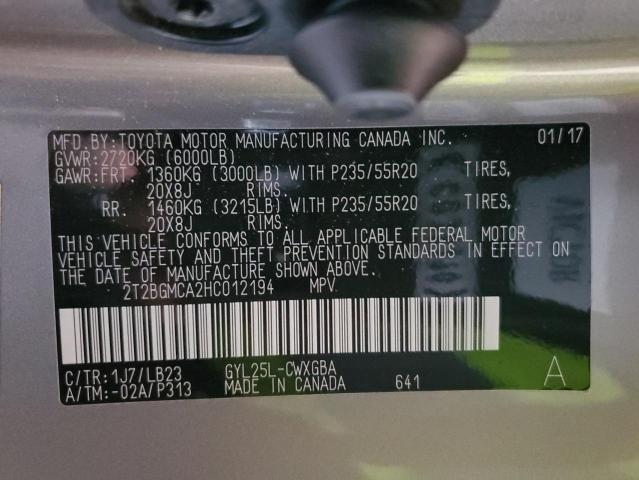 MFD. BY: TOYOTA MOTOR MANUFACTURING CANADA INC. 01/17
GVWR: 2720KG (6000LB)
GAWR: FRT. 1360KG (3000LB) WITH P235/55R20 TIRES,
20X8J RIMS.
RR. 1460KG (3215LB) WITH P235/55R20 TIRES,
20X8J RIMS.
THIS VEHICLE CONFORMS TO ALL APPLICABLE FEDERAL MOTOR
VEHICLE SAFETY AND THEFT PREVENTION STANDARDS IN EFFECT ON
THE DATE OF MANUFACTURE SHOWN ABOVE.
2T2BGMCA2HC012194 MPV
C/TR: 1J7/LB23 GYL25L-CWXGBA
A/TM: -02A/P313 MADE IN CANADA 641 A